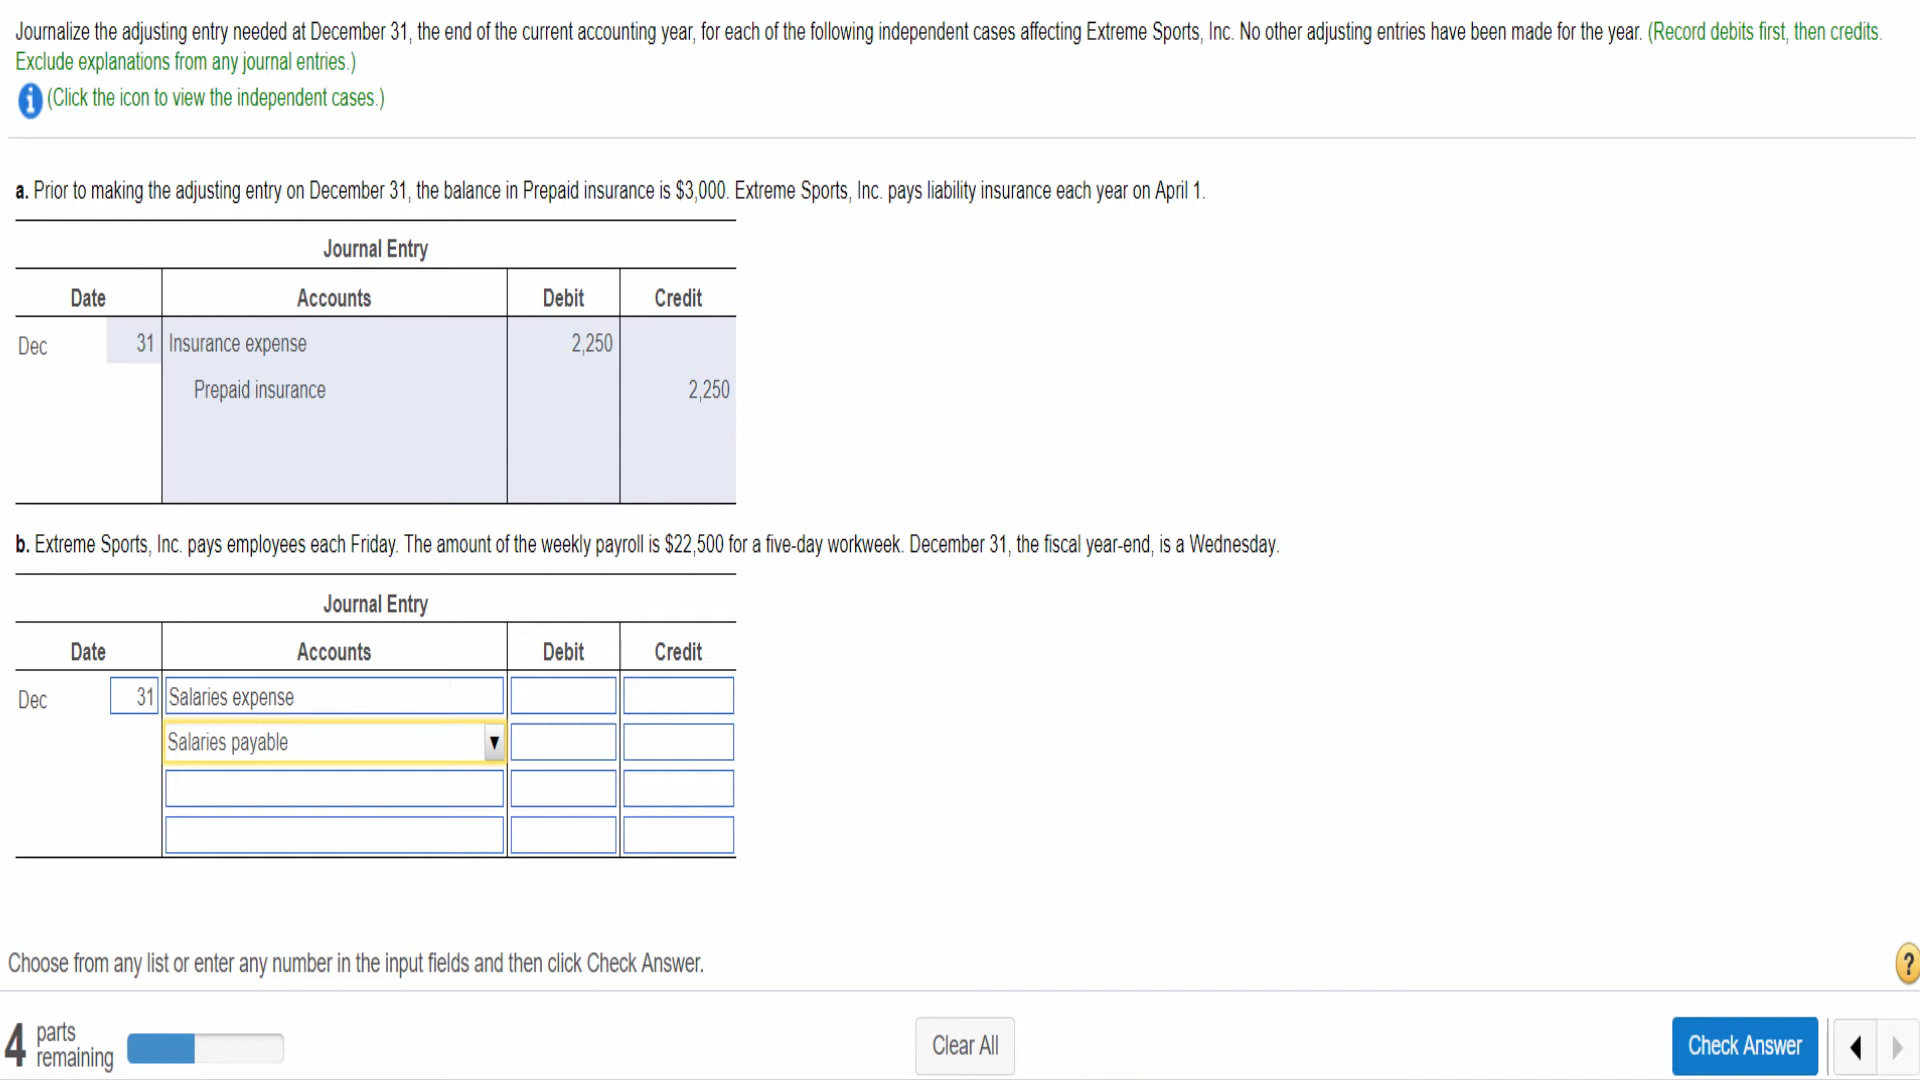 Journalize the adjusting entry needed at December 31, the end of the current accounting year, for each of the following independent cases affecting Extreme Sports, Inc. No other adjusting entries have been made for the year. (Record debits first, then credits.
Exclude explanations from any journal entries.)
(Click the icon to view the independent cases.)
a. Prior to making the adjusting entry on December 31, the balance in Prepaid insurance is $3,000. Extreme Sports, Inc. pays liability insurance each year on April 1.
Journal Entry
Date Accounts Debit Credit
Dec 31 Insurance expense 2,250
Prepaid insurance 2,250
b. Extreme Sports, Inc. pays employees each Friday. The amount of the weekly payroll is $22,500 for a five-day workweek. December 31, the fiscal year-end, is a Wednesday.
Journal Entry
Date Accounts Debit Credit
Dec 31 Salaries expense
Salaries payable
Choose from any list or enter any number in the input fields and then click Check Answer.
?
4 parts
remaining
Clear All
Check Answer